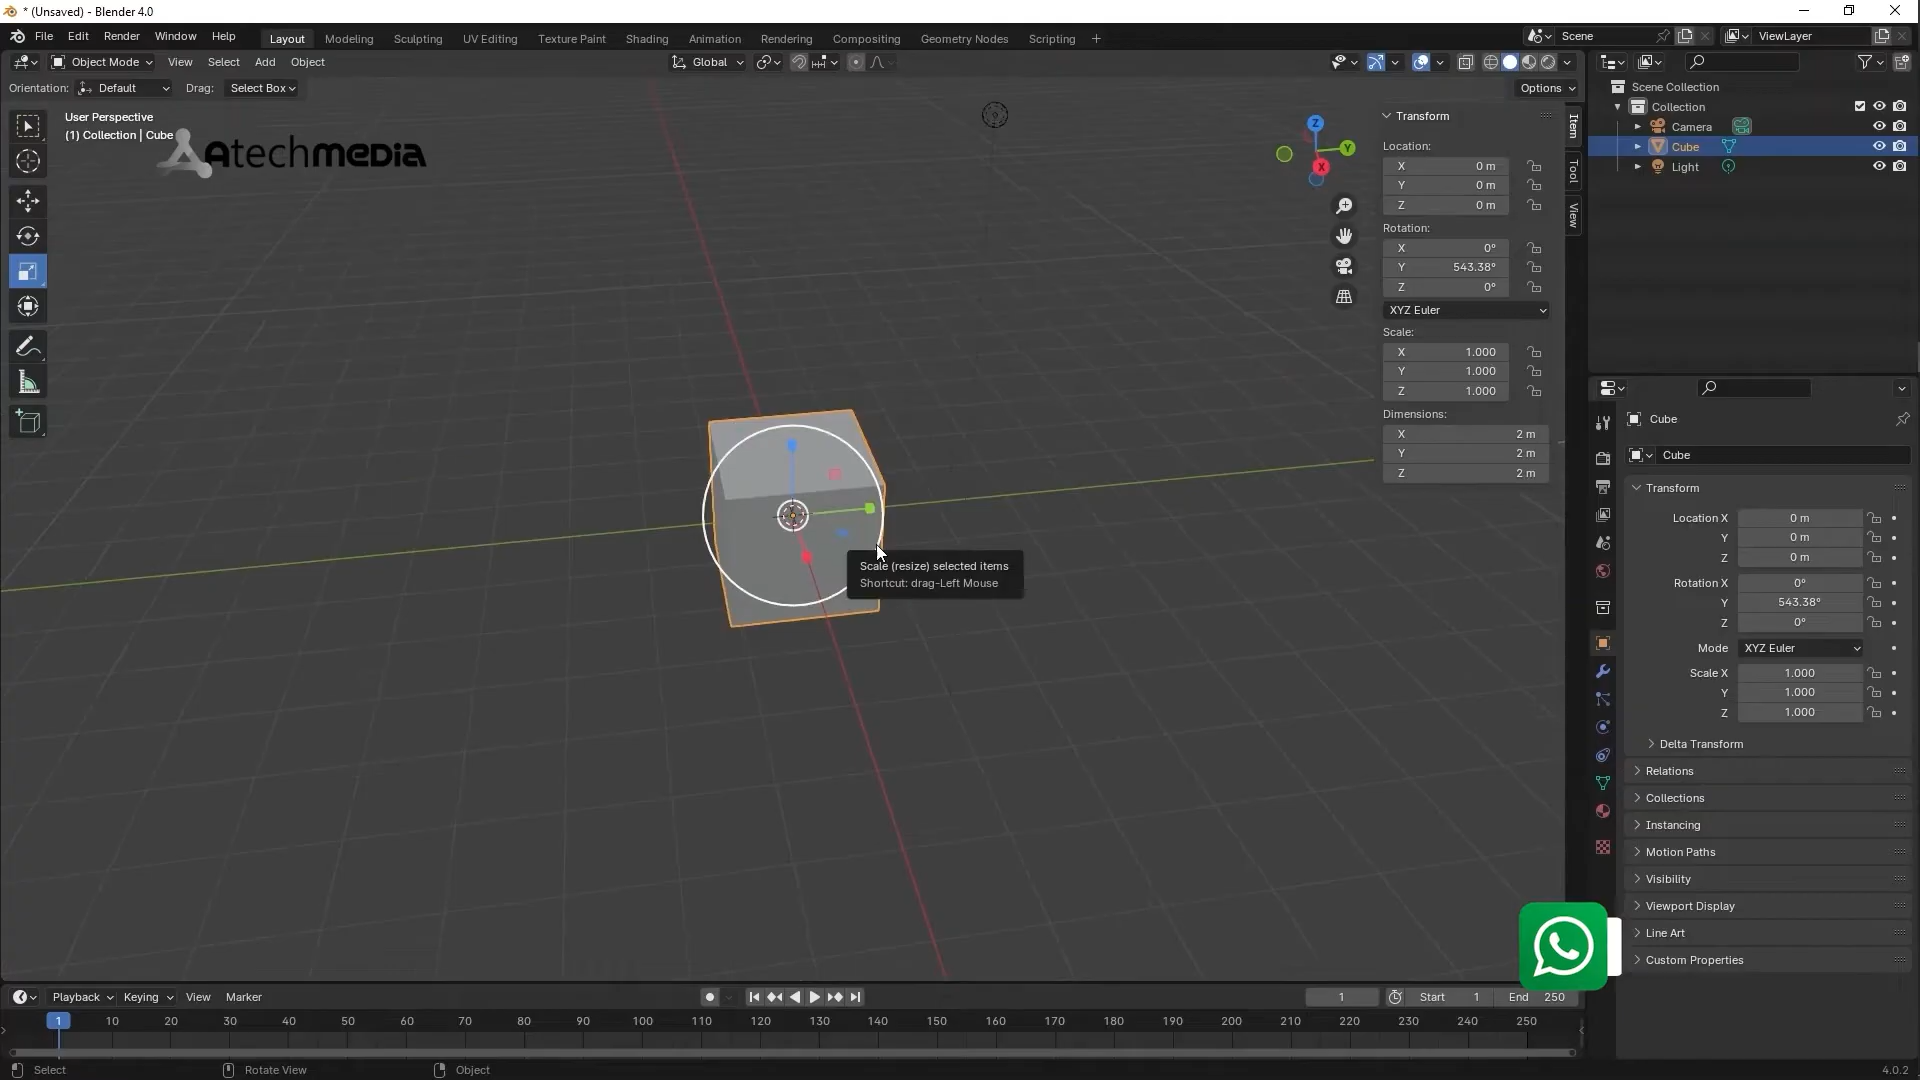 * (Unsaved) - Blender 4.0
File Edit Render Window Help
Layout Modeling Sculpting UV Editing Texture Paint Shading Animation Rendering Compositing Geometry Nodes Scripting +
Scene
ViewLayer
Object Mode View Select Add Object
Global
Orientation: Default Drag: Select Box
Options
User Perspective
(1) Collection | Cube
Atechmedia
Z
Y
X
Transform
Location:
X 0 m
Y 0 m
Z 0 m
Rotation:
X 0°
Y 543.38°
Z 0°
XYZ Euler
Scale:
X 1.000
Y 1.000
Z 1.000
Dimensions:
X 2 m
Y 2 m
Z 2 m
Item
Tool
View
Scale (resize) selected items
Shortcut: drag-Left Mouse
Scene Collection
Collection
Camera
Cube
Light
Cube
Cube
Transform
Location X 0 m
Y 0 m
Z 0 m
Rotation X 0°
Y 543.38°
Z 0°
Mode XYZ Euler
Scale X 1.000
Y 1.000
Z 1.000
Delta Transform
Relations
Collections
Instancing
Motion Paths
Visibility
Viewport Display
Line Art
Custom Properties
Playback Keying View Marker
1
Start 1 End 250
1 10 20 30 40 50 60 70 80 90 100 110 120 130 140 150 160 170 180 190 200 210 220 230 240 250
Select Rotate View Object
4.0.2